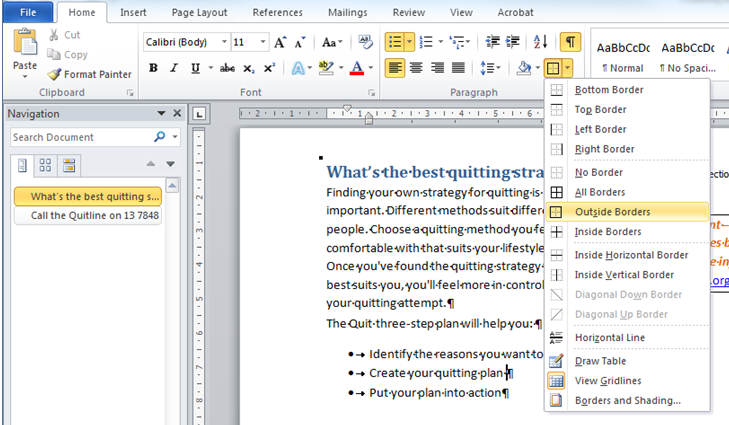 File Home Insert Page Layout References Mailings Review View Acrobat
Paste
Cut
Copy
Format Painter
Clipboard
Calibri (Body) 11 A A Aa
B I U abc x₂ x² A ab A
Font
Paragraph
AaBbCcDc AaBbCcDc
¶ Normal ¶ No Spaci...
Navigation
Search Document
What's the best quitting s...
Call the Quitline on 13 7848
L
2 1 1
What's·the·best·quitting·stra
Finding·your·own·strategy·for·quitting·is·
important.·Different·methods·suit·differe
people.·Choose·a·quitting·method·you·fe
comfortable·with·that·suits·your·lifestyle
Once·you've·found·the·quitting·strategy·
best·suits·you,·you'll·feel·more·in·control
your·quitting·attempt.¶
The·Quit·three-step·plan·will·help·you:¶
•→Identify·the·reasons·you·want·to
•→Create·your·quitting·plan·¶
•→Put·your·plan·into·action¶
Bottom Border
Top Border
Left Border
Right Border
No Border
All Borders
Outside Borders
Inside Borders
Inside Horizontal Border
Inside Vertical Border
Diagonal Down Border
Diagonal Up Border
Horizontal Line
Draw Table
View Gridlines
Borders and Shading...